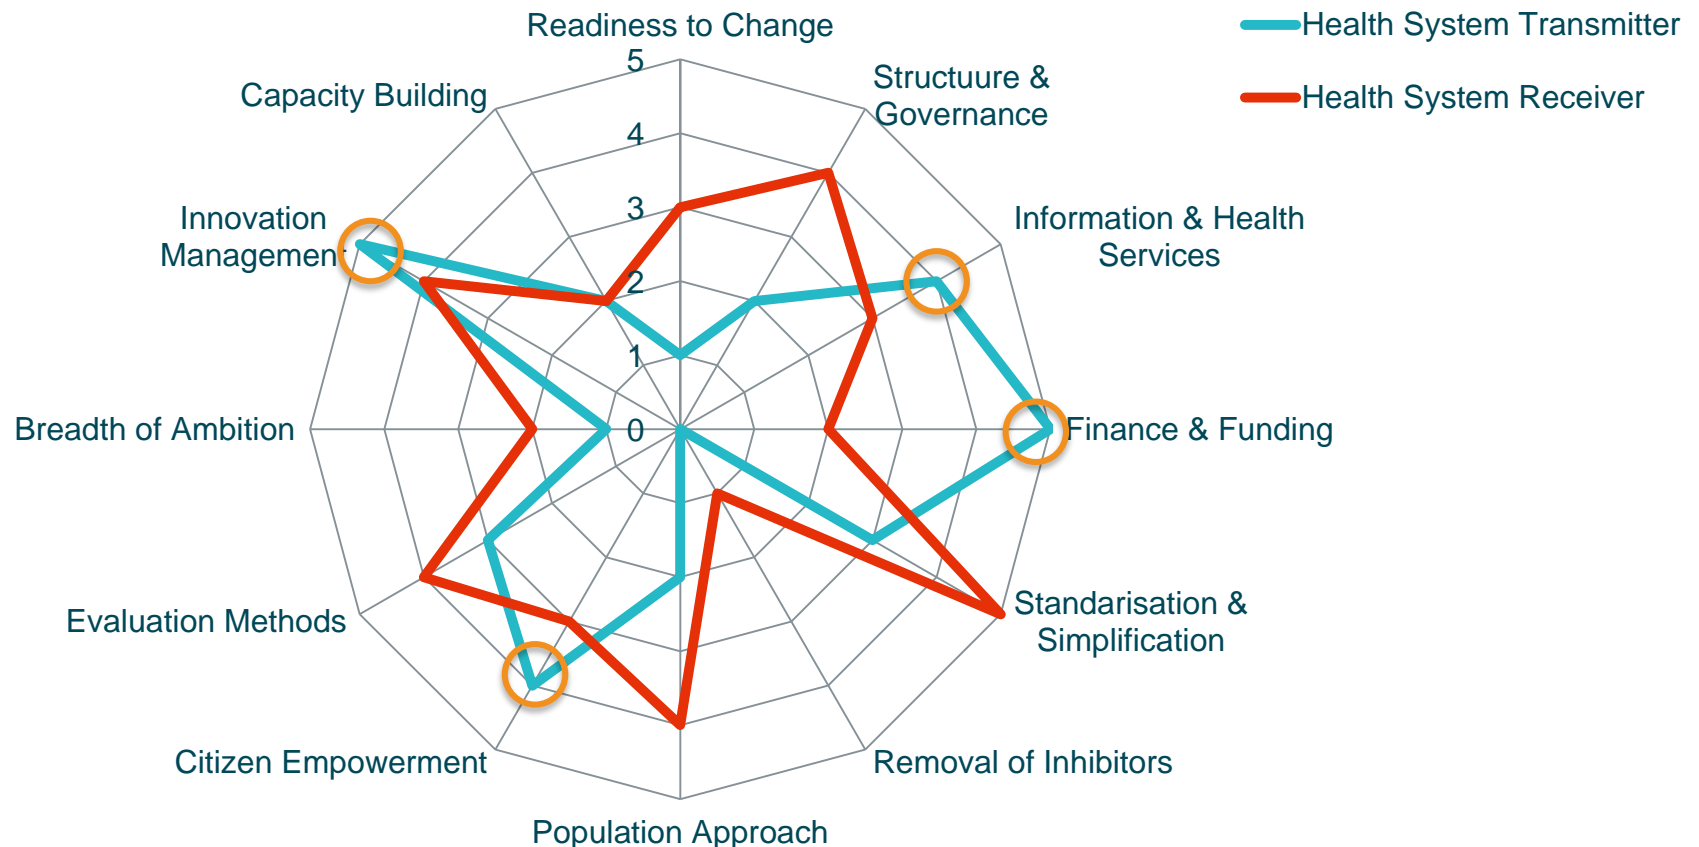 Readiness to Change
Health System Transmitter
Health System Receiver
Structuure &
Governance
Information & Health
Services
Finance & Funding
Standarisation &
Simplification
Removal of Inhibitors
Population Approach
Citizen Empowerment
Evaluation Methods
Breadth of Ambition
Innovation
Management
Capacity Building
5
4
3
2
1
0